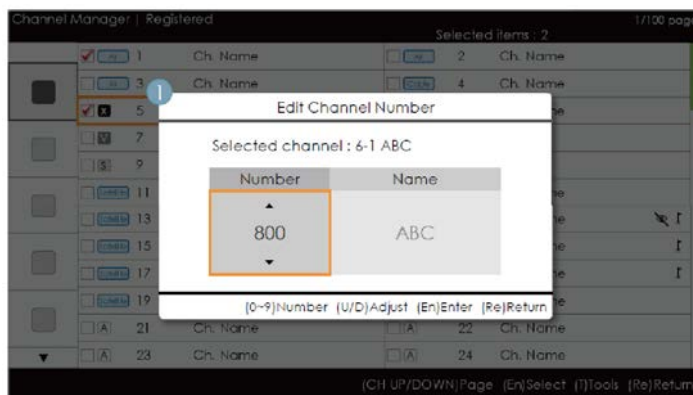 Channel Manager | Registered 1/100 page
Selected items : 2
1 Ch. Name 2 Ch. Name
3 Ch. Name 4 Ch. Name
1
5
Edit Channel Number
7
Selected channel : 6-1 ABC
9
Number Name
11
13
800 ABC
15
17
19
(0~9)Number (U/D)Adjust (En)Enter (Re)Return
A 21 Ch. Name A 22 Ch. Name
A 23 Ch. Name A 24 Ch. Name
(CH UP/DOWN)Page (En)Select (T)Tools (Re)Return